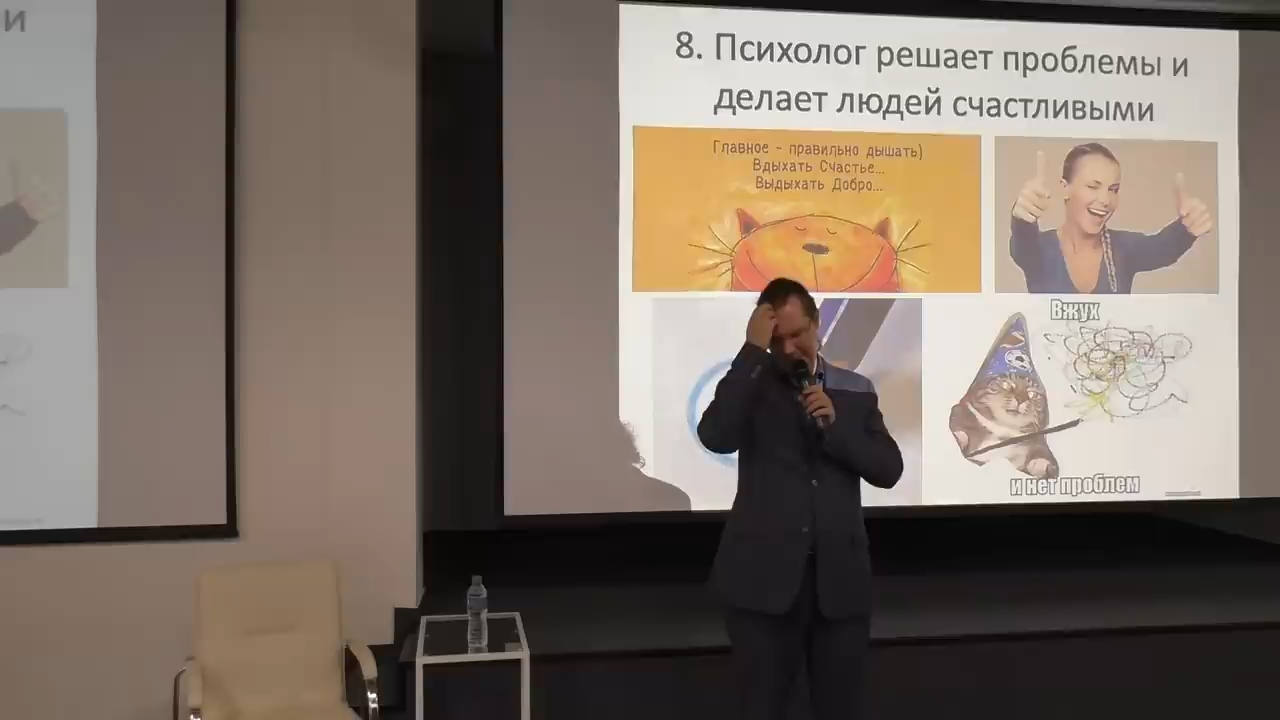 и
8. Психолог решает проблемы и
делает людей счастливыми
Главное - правильно дышать)
Вдыхать Счастье...
Выдыхать Добро...
Вжух
и нет проблем